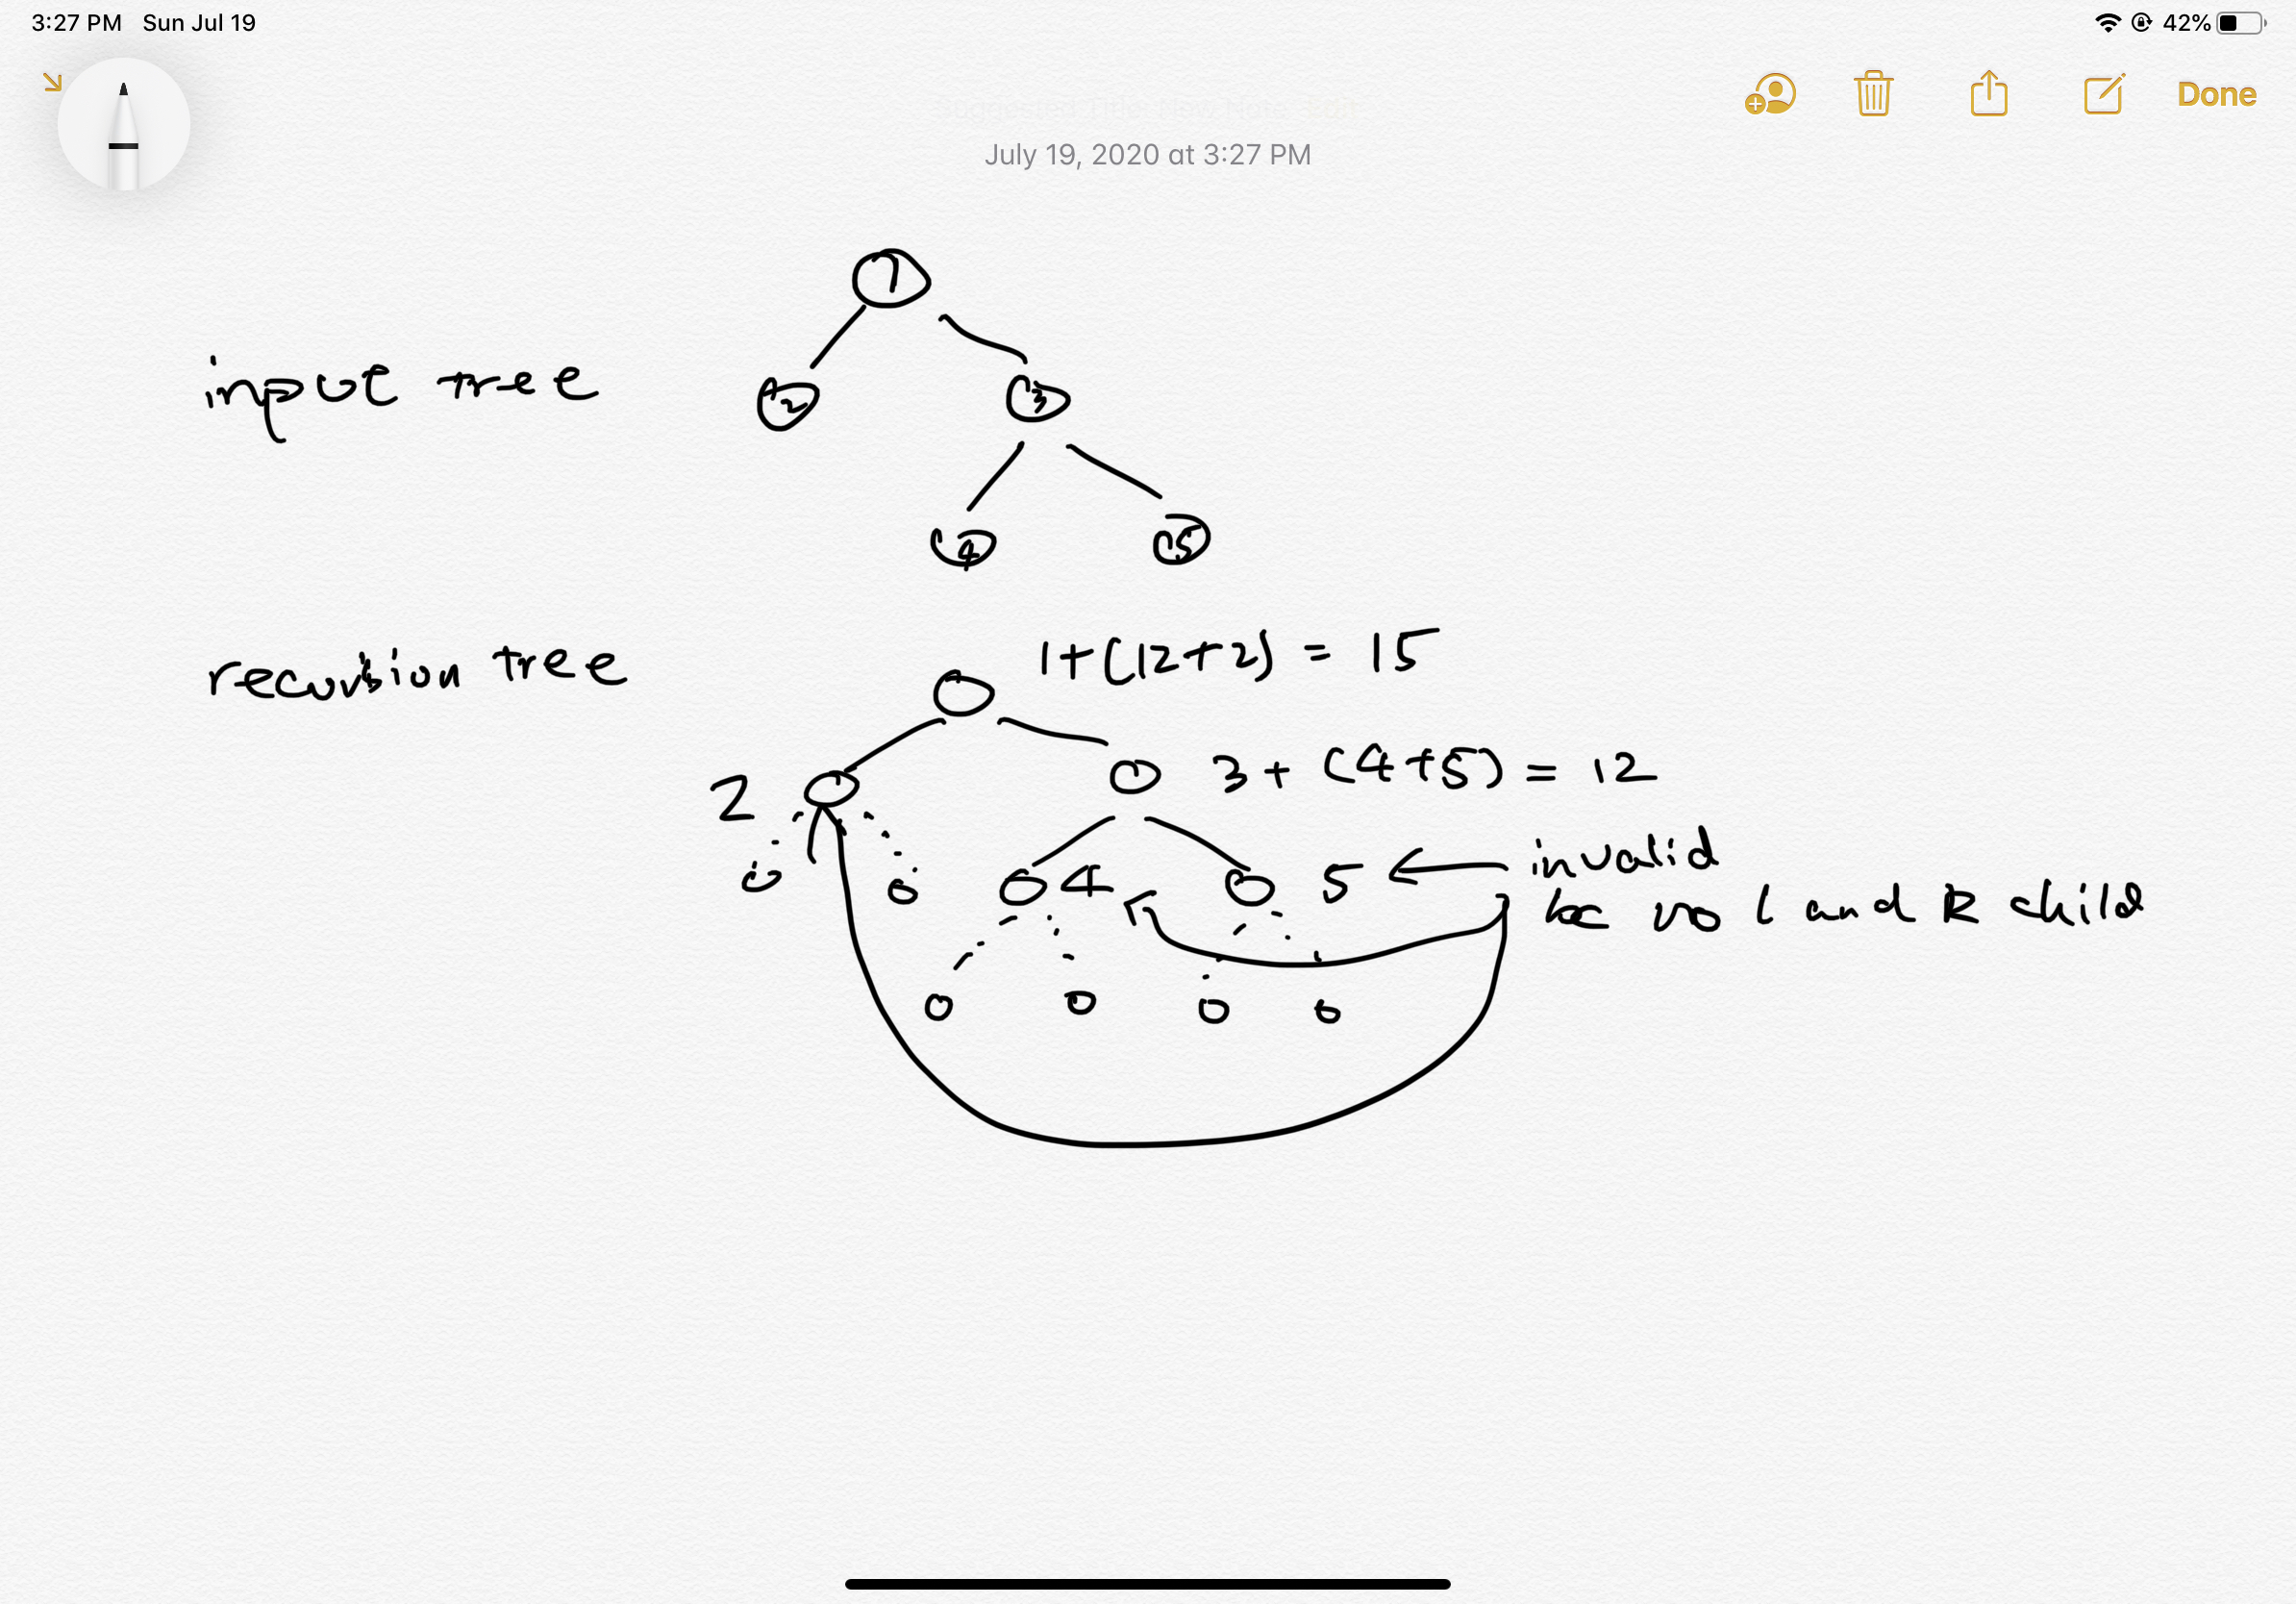 3:27 PM Sun Jul 19
42%
Done
July 19, 2020 at 3:27 PM
1
input tree
2
3
4
5
recursion tree
1+(12+2) = 15
2
3+ (4+5) = 12
4
5
invalid
bc no L and R child